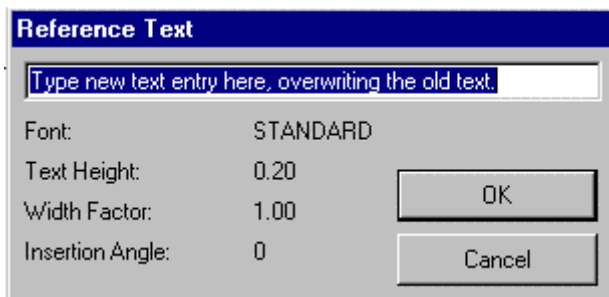 Reference Text
Type new text entry here, overwriting the old text.
Font: STANDARD
Text Height: 0.20
Width Factor: 1.00
Insertion Angle: 0
OK
Cancel